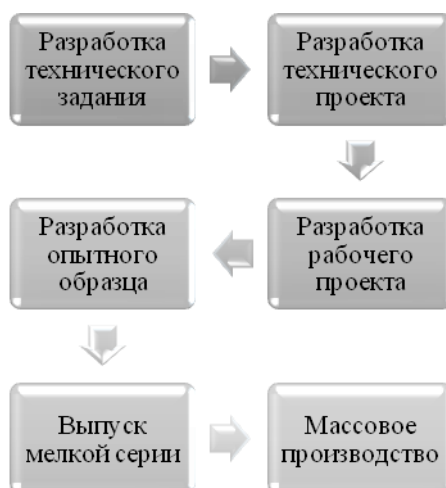 Разработка
технического
задания
Разработка
технического
проекта
Разработка
рабочего
проекта
Разработка
опытного
образца
Выпуск
мелкой серии
Массовое
производство